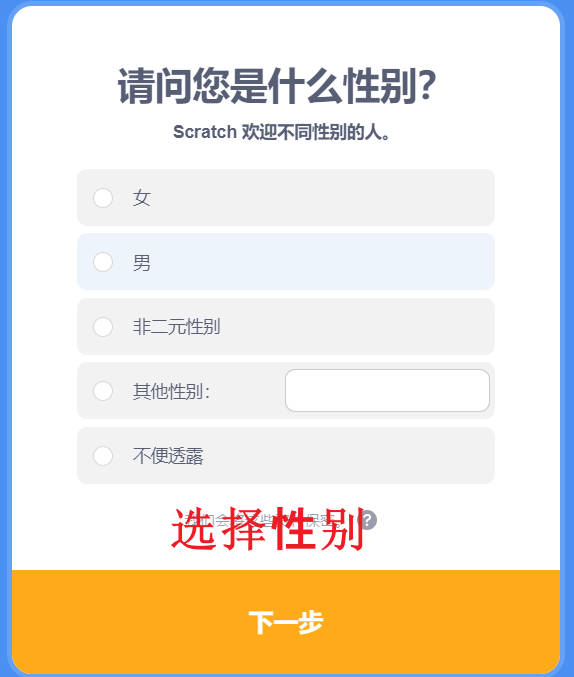 请问您是什么性别?
Scratch 欢迎不同性别的人。
女
男
非二元性别
其他性别:
不便透露
选择性别
?
下一步